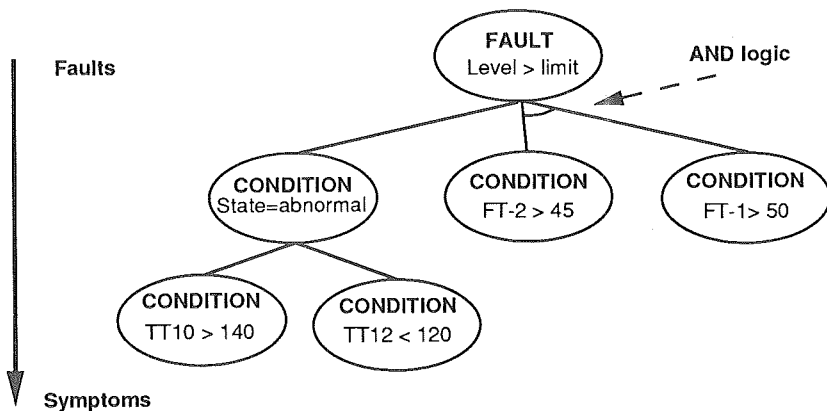 FAULT
Level > limit
AND logic
Faults
CONDITION
State=abnormal
CONDITION
FT-2 > 45
CONDITION
FT-1> 50
CONDITION
TT10 > 140
CONDITION
TT12 < 120
Symptoms